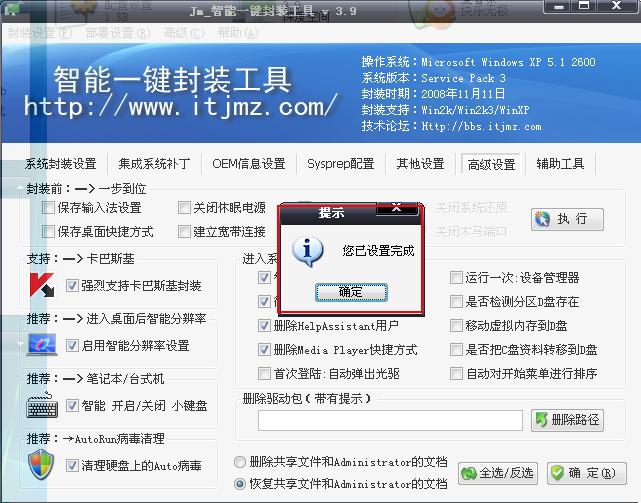 Jm_智能一键封装工具 v 3.9
封装设置(F) 部署设置(R) 高级(C) 帮助(A)
智能一键封装工具
http://www.itjmz.com/
操作系统：Microsoft Windows XP 5.1 2600
系统版本：Service Pack 3
封装时期：2008年11月11日
封装支持：Win2k/Win2k3/WinXP
技术论坛：Http://bbs.itjmz.com
系统封装设置 集成系统补丁 OEM信息设置 Sysprep配置 其他设置 高级设置 辅助工具
封装前：—> 一步到位
保存输入法设置 关闭休眠电源 关闭系统还原
保存桌面快捷方式 建立宽带连接 关闭木马端口
执 行
提示
您已设置完成
确定
支持：—> 卡巴斯基
强烈支持卡巴斯基封装
推荐：—> 进入桌面后智能分辨率
启用智能分辨率设置
推荐：—> 笔记本/台式机
智能 开启/关闭 小键盘
推荐：→AutoRun病毒清理
清理硬盘上的Auto病毒
进入系
运行一次:设备管理器
是否检测分区D盘存在
删除HelpAssistant用户 移动虚拟内存到D盘
删除Media Player快捷方式 是否把C盘资料转移到D盘
首次登陆:自动弹出光驱 自动对开始菜单进行排序
删除驱动包(带有提示)
删除路径
删除共享文件和Administrator的文档
恢复共享文件和Administrator的文档
全选/反选 确 定(R)